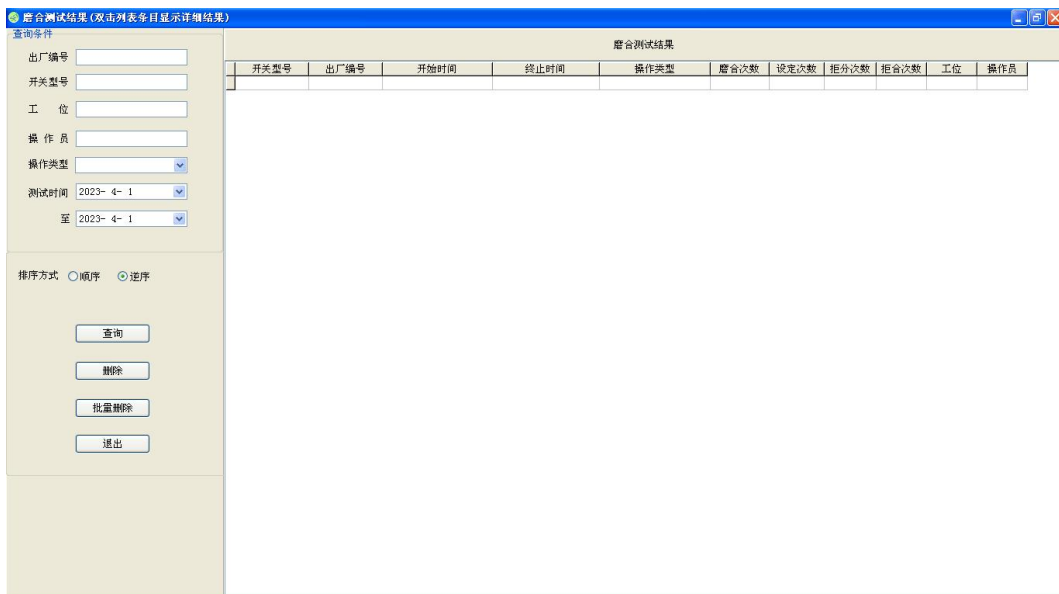 磨合测试结果(双击列表条目显示详细结果)
查询条件
出厂编号
开关型号
工 位
操 作 员
操作类型
测试时间 2023- 4- 1
至 2023- 4- 1
排序方式 顺序 逆序
查询
删除
批量删除
退出
磨合测试结果
开关型号 出厂编号 开始时间 终止时间 操作类型 磨合次数 设定次数 拒分次数 拒合次数 工位 操作员